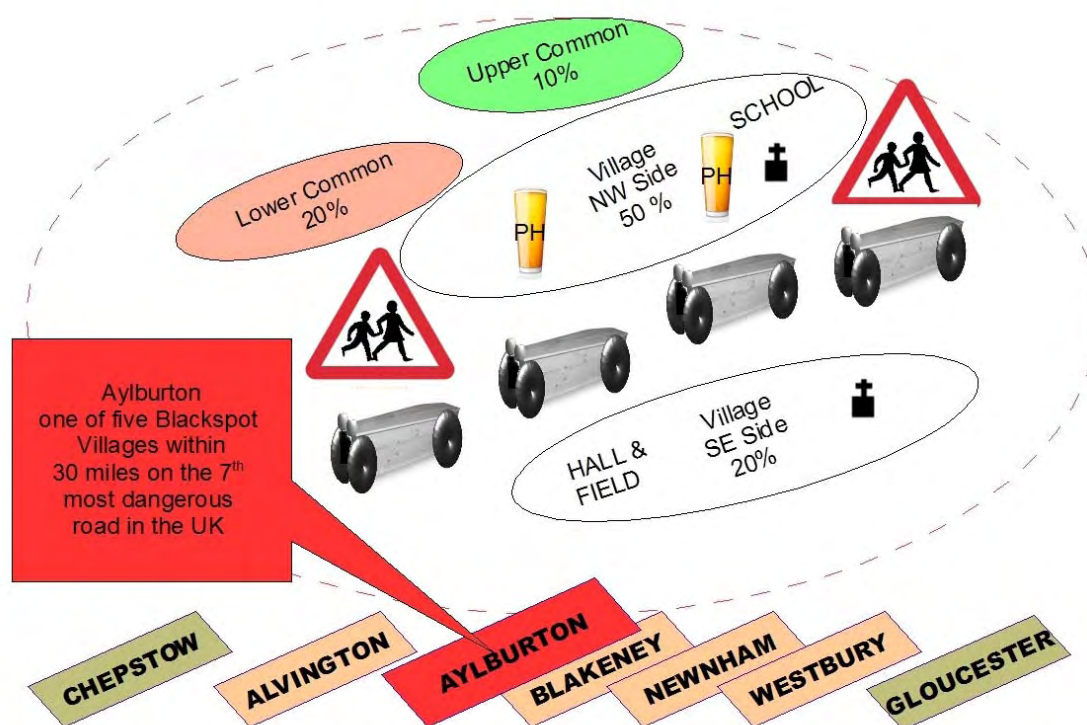 Upper Common
10%
SCHOOL
Village
NW Side
50 %
PH
PH
Lower Common
20%
Aylburton
one of five Blackspot
Villages within
30 miles on the 7th
most dangerous
road in the UK
Village
SE Side
20%
HALL &
FIELD
CHEPSTOW
ALVINGTON
AYLBURTON
BLAKENEY
NEWNHAM
WESTBURY
GLOUCESTER